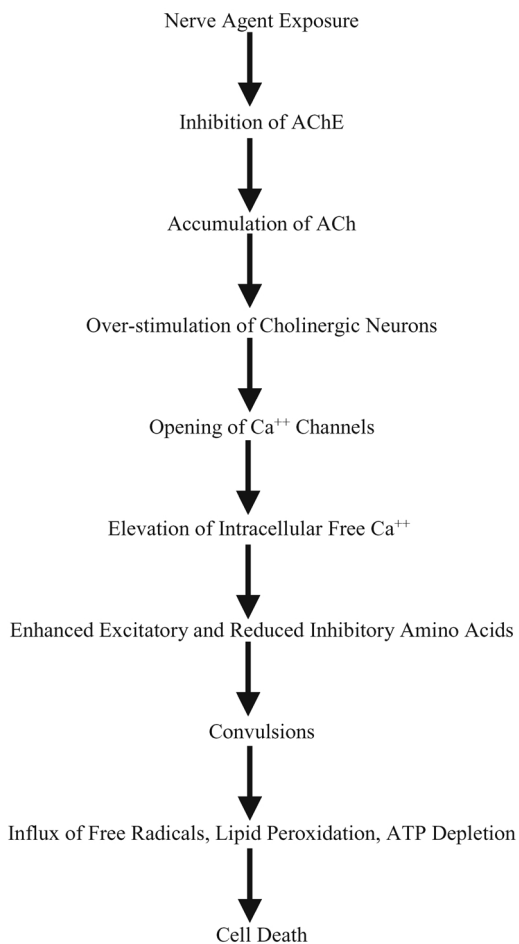 Nerve Agent Exposure
Inhibition of AChE
Accumulation of ACh
Over-stimulation of Cholinergic Neurons
Opening of Ca⁺⁺ Channels
Elevation of Intracellular Free Ca⁺⁺
Enhanced Excitatory and Reduced Inhibitory Amino Acids
Convulsions
Influx of Free Radicals, Lipid Peroxidation, ATP Depletion
Cell Death